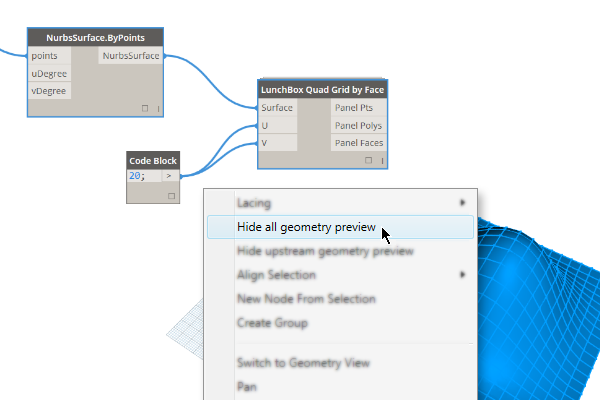 NurbsSurface.ByPoints
points NurbsSurface
uDegree
vDegree
LunchBox Quad Grid by Face
Surface Panel Pts
U Panel Polys
V Panel Faces
Code Block
20; >
Lacing
Hide all geometry preview
Hide upstream geometry preview
Align Selection
New Node From Selection
Create Group
Switch to Geometry View
Pan